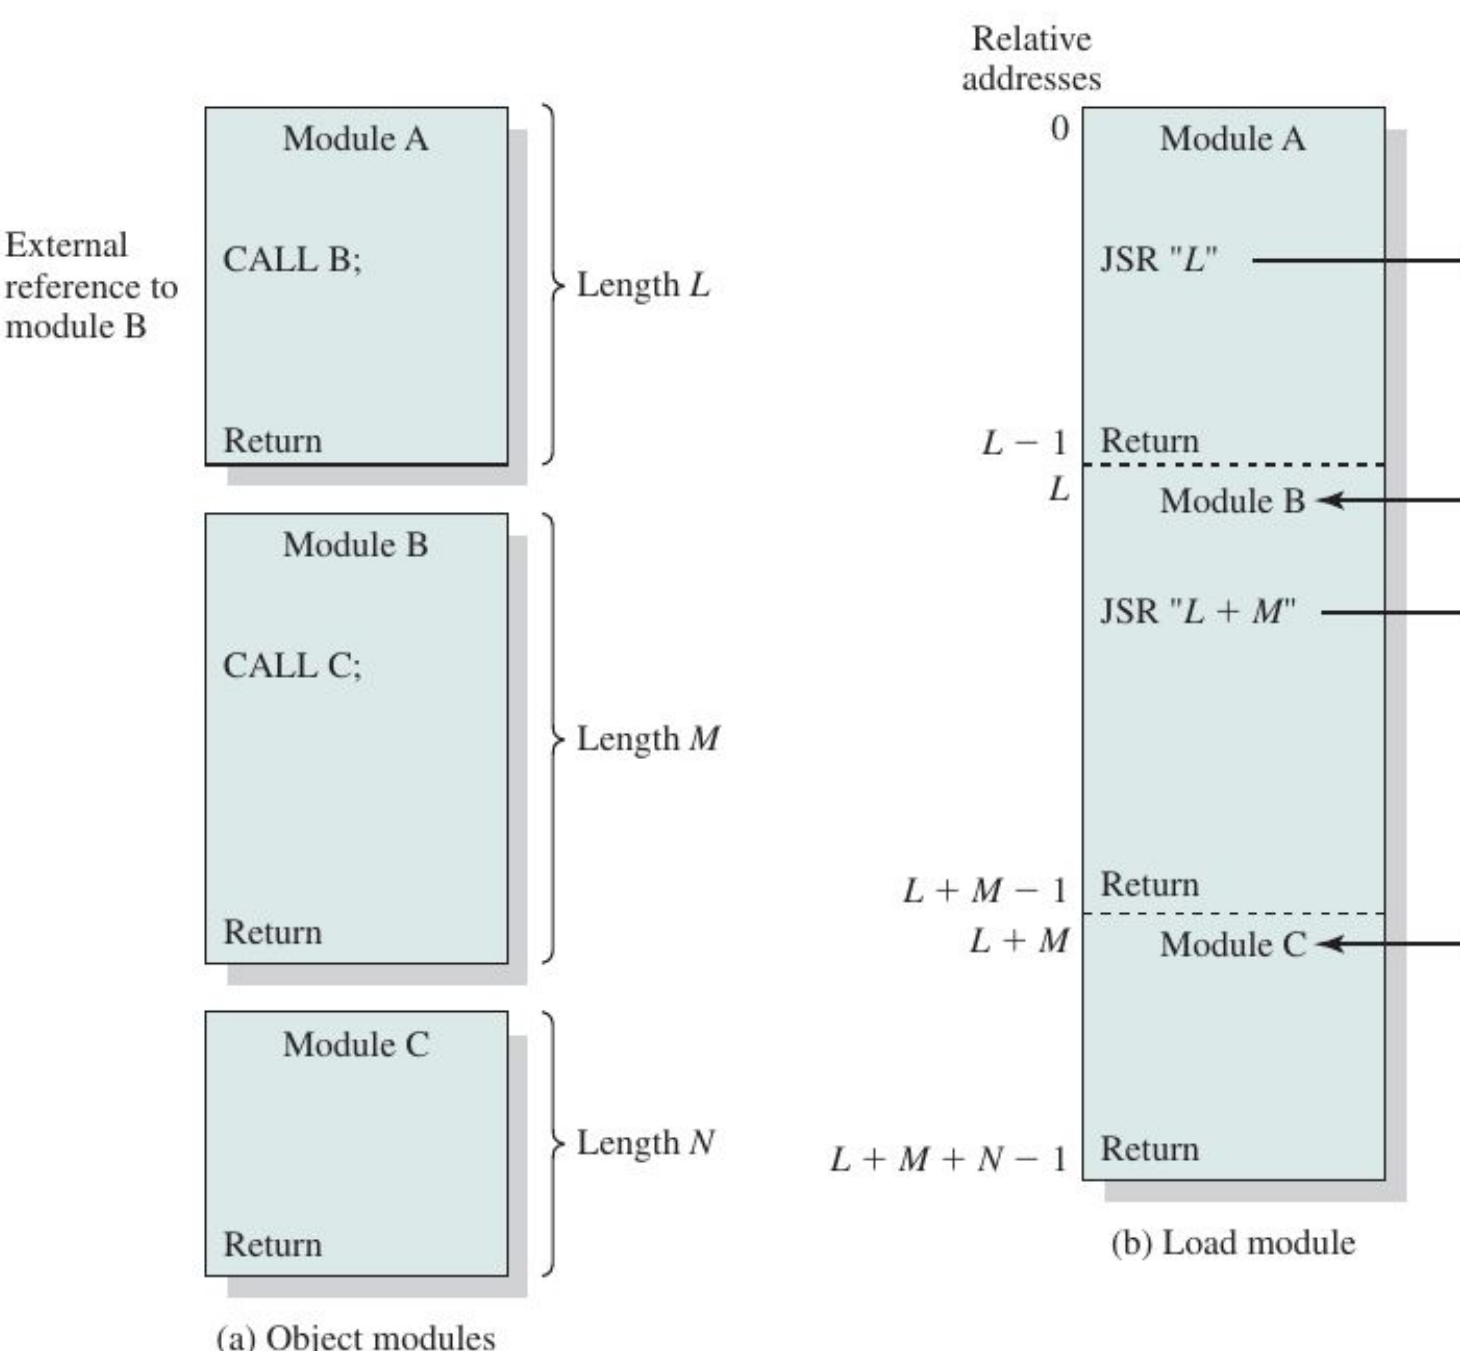 External
reference to
module B
Module A
CALL B;
Return
Length L
Module B
CALL C;
Return
Length M
Module C
Return
Length N
(a) Object modules
Relative
addresses
0
Module A
JSR "L"
L − 1
Return
L
Module B
JSR "L + M"
L + M − 1
Return
L + M
Module C
L + M + N − 1
Return
(b) Load module